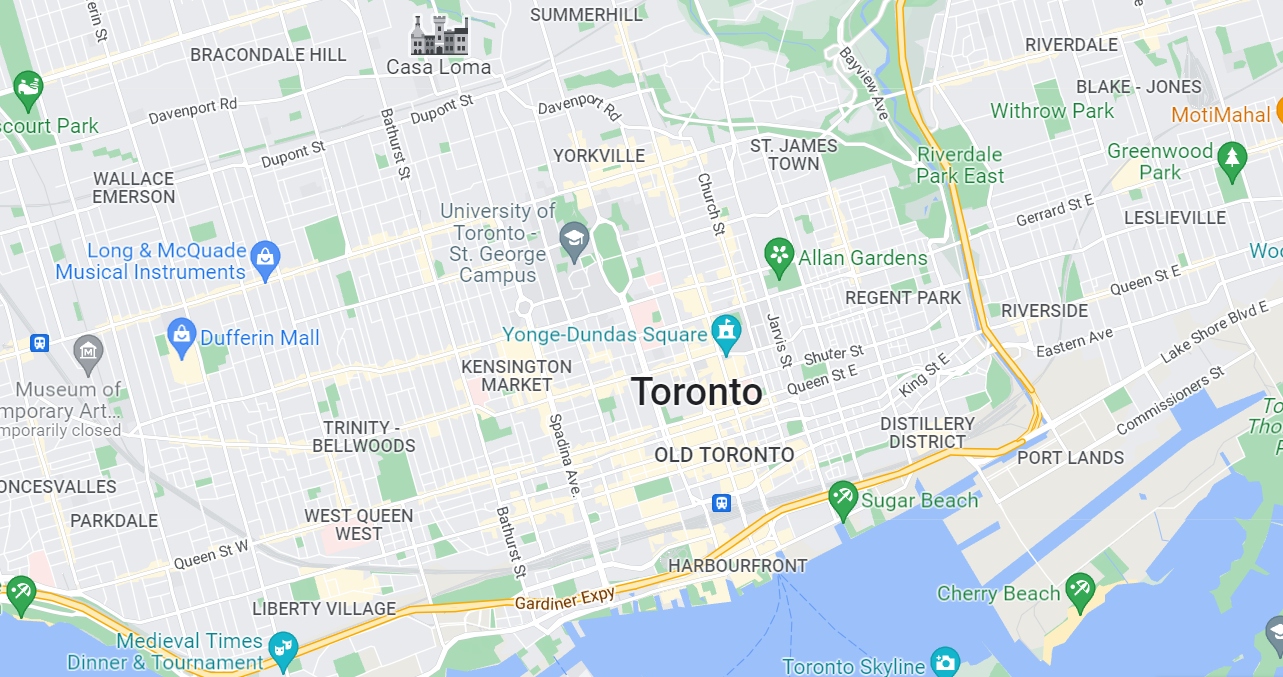 SUMMERHILL
erin St
BRACONDALE HILL
Casa Loma
RIVERDALE
Bayview Ave
BLAKE - JONES
Davenport Rd
Dupont St
Davenport Rd
Withrow Park
MotiMahal
scourt Park
Bathurst St
Dupont St
YORKVILLE
ST. JAMES
TOWN
Riverdale
Park East
Greenwood
Park
WALLACE
EMERSON
Church St
Gerrard St E
LESLIEVILLE
University of
Toronto -
St. George
Campus
Long & McQuade
Musical Instruments
Allan Gardens
Woo
Queen St E
REGENT PARK
RIVERSIDE
Dufferin Mall
Yonge-Dundas Square
Jarvis St
Shufter St
Eastern Ave
Lake Shore Blvd E
KENSINGTON
MARKET
Museum of
mporary Art...
mporarily closed
Toronto
Queen St E
King St E
Commissioners St
To
Tho
P
TRINITY -
BELLWOODS
Spadina Ave.
DISTILLERY
DISTRICT
OLD TORONTO
PORT LANDS
ONCESVALLES
PARKDALE
WEST QUEEN
WEST
Bathurst St
Sugar Beach
Queen St W
HARBOURFRONT
Gardiner Expy
Cherry Beach
LIBERTY VILLAGE
Medieval Times
Dinner & Tournament
Toronto Skyline